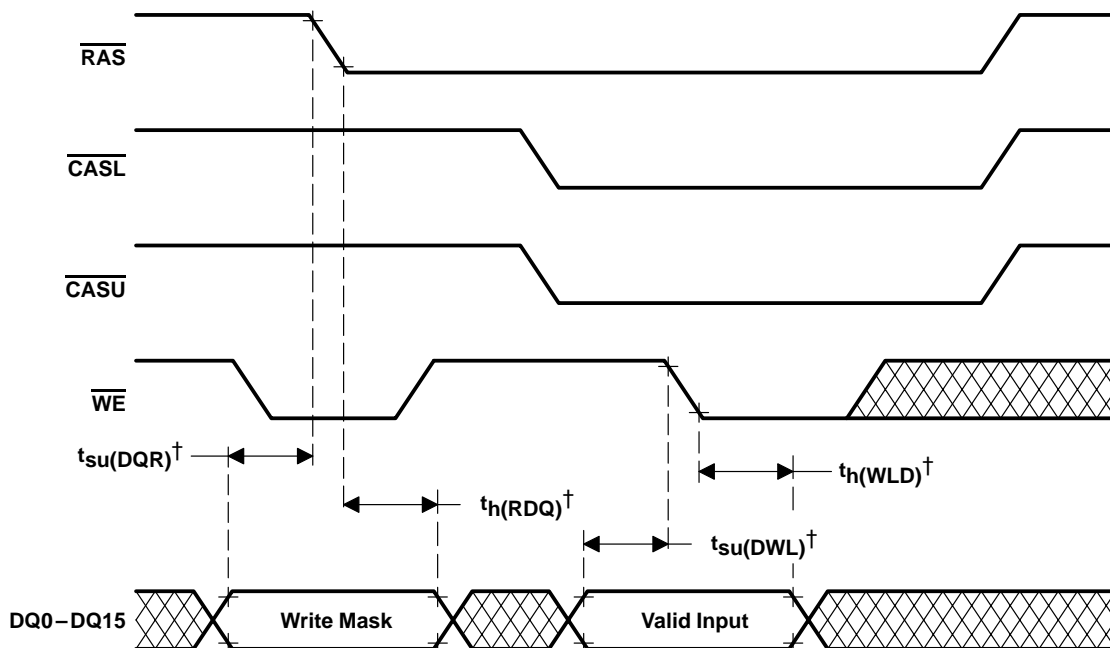 RAS
CASL
CASU
WE
tsu(DQR)†
th(WLD)†
th(RDQ)†
tsu(DWL)†
DQ0–DQ15
Write Mask
Valid Input